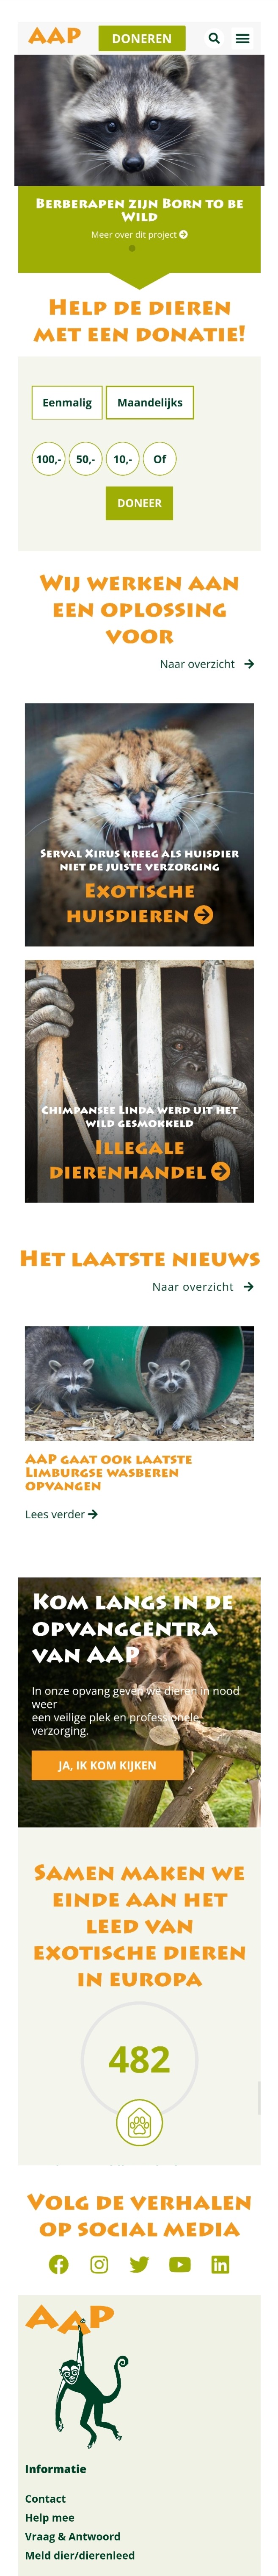 AAP
DONEREN
Berberapen zijn Born to be
Wild
Meer over dit project
Help de dieren
met een donatie!
Eenmalig
Maandelijks
100,-
50,-
10,-
Of
DONEER
Wij werken aan
een oplossing
voor
Naar overzicht
Serval Xirus kreeg als huisdier
niet de juiste verzorging
Exotische
huisdieren
Chimpansee Linda werd uit het
wild gesmokkeld
Illegale
dierenhandel
Het laatste nieuws
Naar overzicht
AAP gaat ook laatste
Limburgse wasberen
opvangen
Lees verder
Kom langs in de
opvangcentra
van AAP
In onze opvang geven we dieren in nood
weer
een veilige plek en professionele
verzorging.
JA, IK KOM KIJKEN
Samen maken we
einde aan het
leed van
exotische dieren
in Europa
482
Volg de verhalen
op social media
AAP
Informatie
Contact
Help mee
Vraag & Antwoord
Meld dier/dierenleed